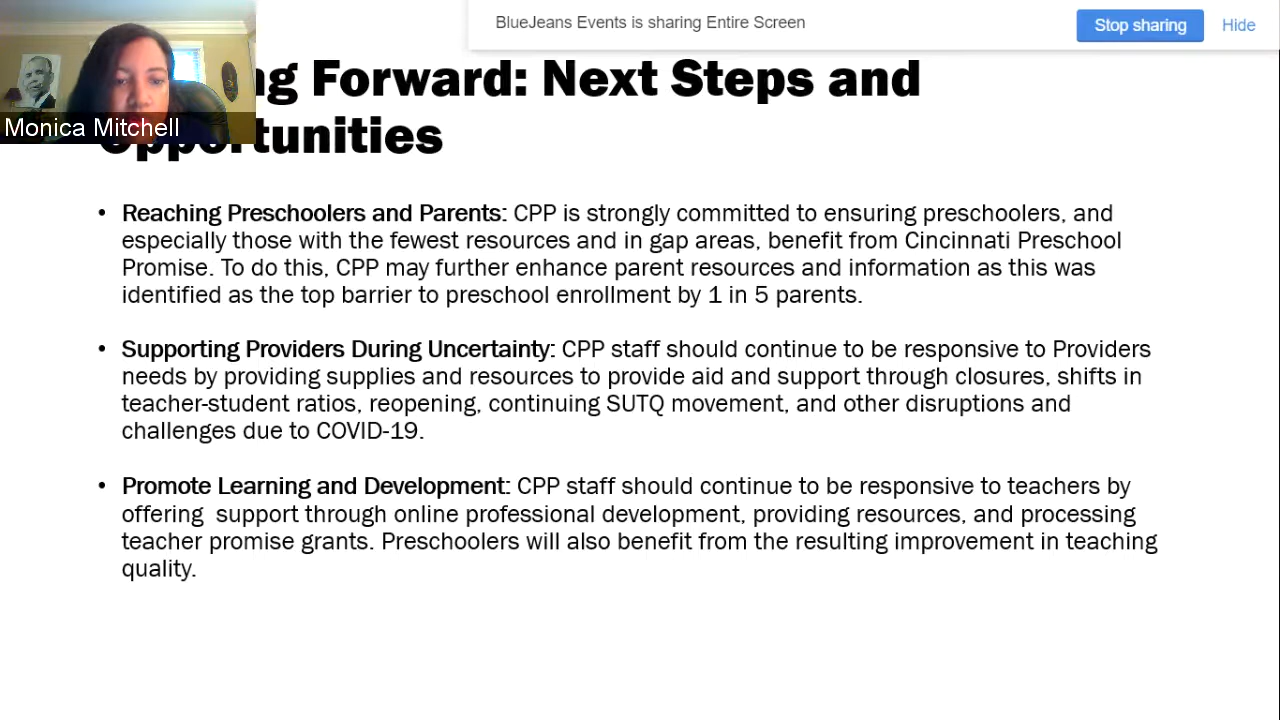 BlueJeans Events is sharing Entire Screen
Stop sharing
Hide
Forward: Next Steps and
Monica Mitchell
• Reaching Preschoolers and Parents: CPP is strongly committed to ensuring preschoolers, and
especially those with the fewest resources and in gap areas, benefit from Cincinnati Preschool
Promise. To do this, CPP may further enhance parent resources and information as this was
identified as the top barrier to preschool enrollment by 1 in 5 parents.
• Supporting Providers During Uncertainty: CPP staff should continue to be responsive to Providers
needs by providing supplies and resources to provide aid and support through closures, shifts in
teacher-student ratios, reopening, continuing SUTQ movement, and other disruptions and
challenges due to COVID-19.
• Promote Learning and Development: CPP staff should continue to be responsive to teachers by
offering  support through online professional development, providing resources, and processing
teacher promise grants. Preschoolers will also benefit from the resulting improvement in teaching
quality.